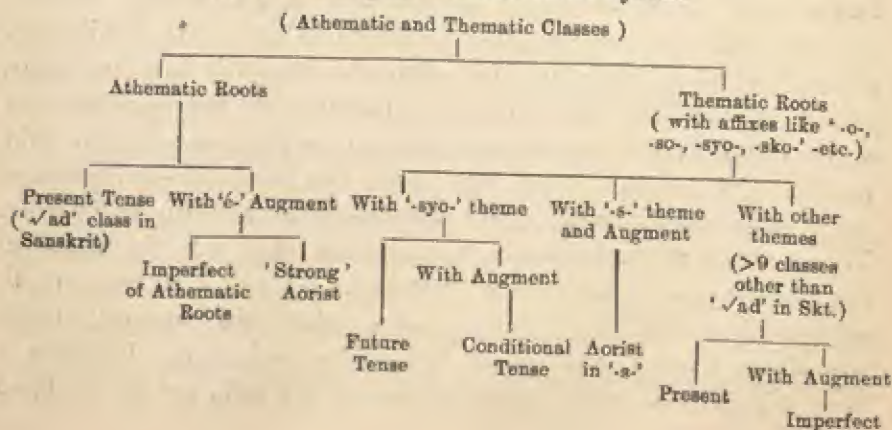 ( Athematic and Thematic Classes )
Athematic Roots
Thematic Roots
( with affixes like ' -o-,
-so-, -syo-, -sko-' -etc.)
Present Tense
('√ad' class in
Sanskrit)
With 'é-' Augment
Imperfect
of Athematic
Roots
'Strong'
Aorist
With '-syo-' theme
With Augment
Future
Tense
Conditional
Tense
With '-s-' theme
and Augment
Aorist
in '-s-'
With other
themes
(>9 classes
other than
'√ad' in Skt.)
Present
With Augment
Imperfect